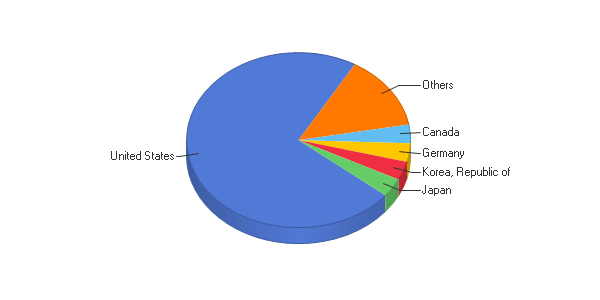 Others
Canada
United States
Germany
Korea, Republic of
Japan